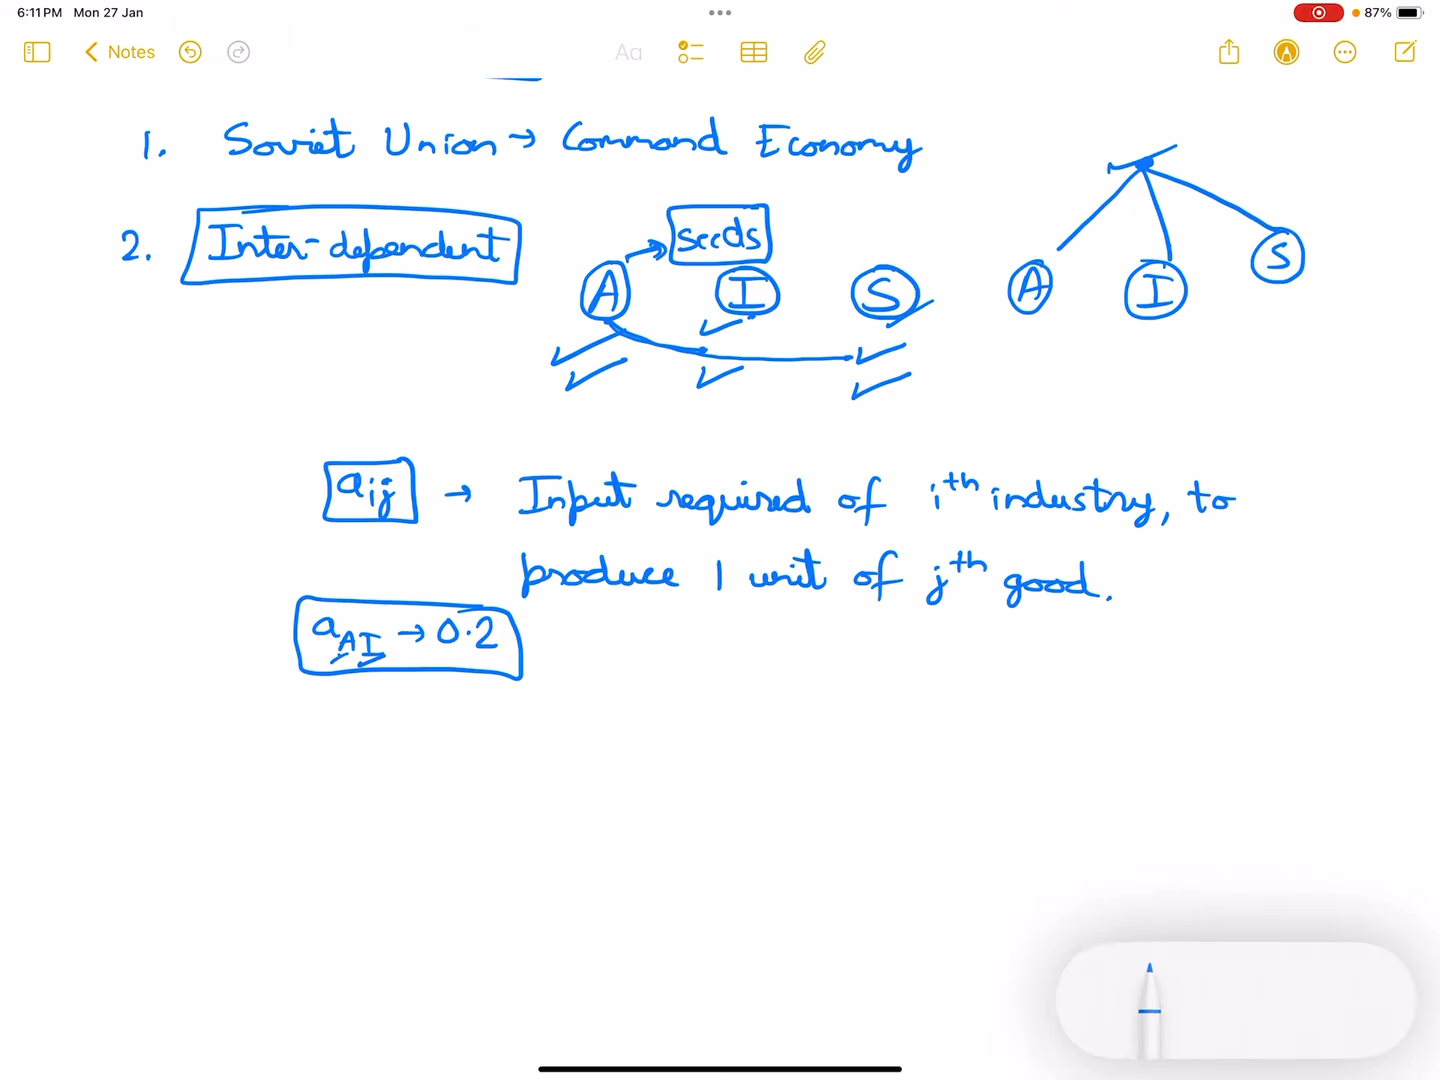 6:11 PM Mon 27 Jan 87%
Notes Aa
1. Soviet Union → Command Economy
2. Inter-dependent
seeds
A I S
A I S
aij → Input required of ith industry, to
produce 1 unit of jth good.
aAI → 0.2